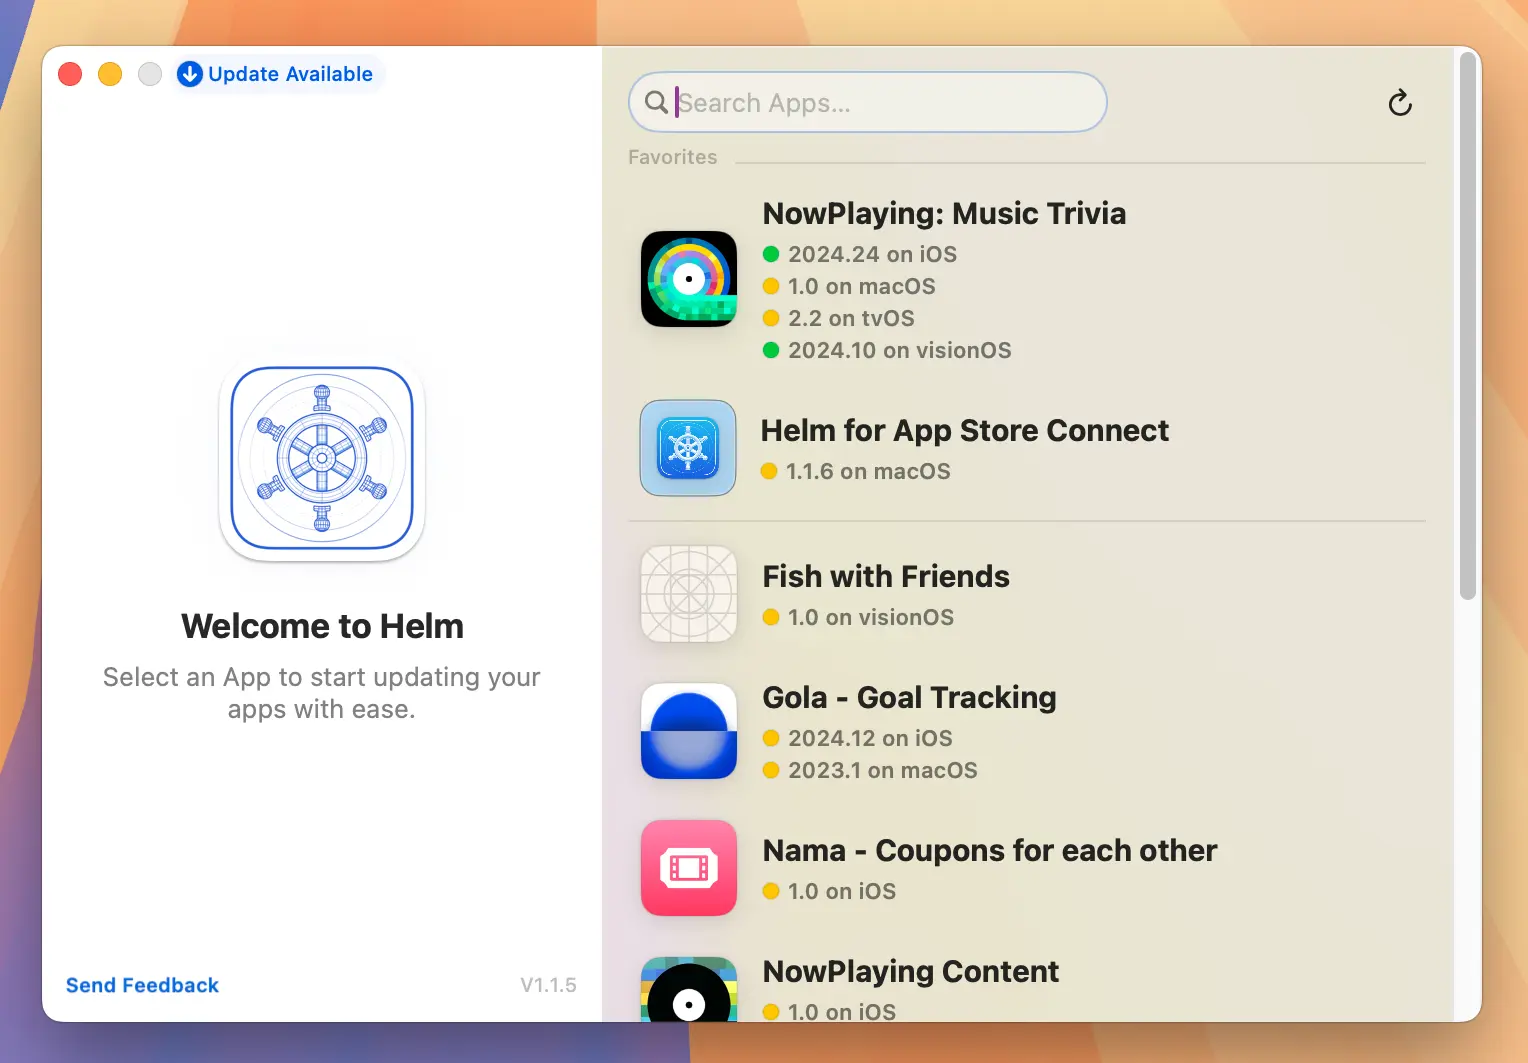 Update Available
Welcome to Helm
Select an App to start updating your
apps with ease.
Send Feedback
V1.1.5
Search Apps...
Favorites
NowPlaying: Music Trivia
2024.24 on iOS
1.0 on macOS
2.2 on tvOS
2024.10 on visionOS
Helm for App Store Connect
1.1.6 on macOS
Fish with Friends
1.0 on visionOS
Gola - Goal Tracking
2024.12 on iOS
2023.1 on macOS
Nama - Coupons for each other
1.0 on iOS
NowPlaying Content
1.0 on iOS